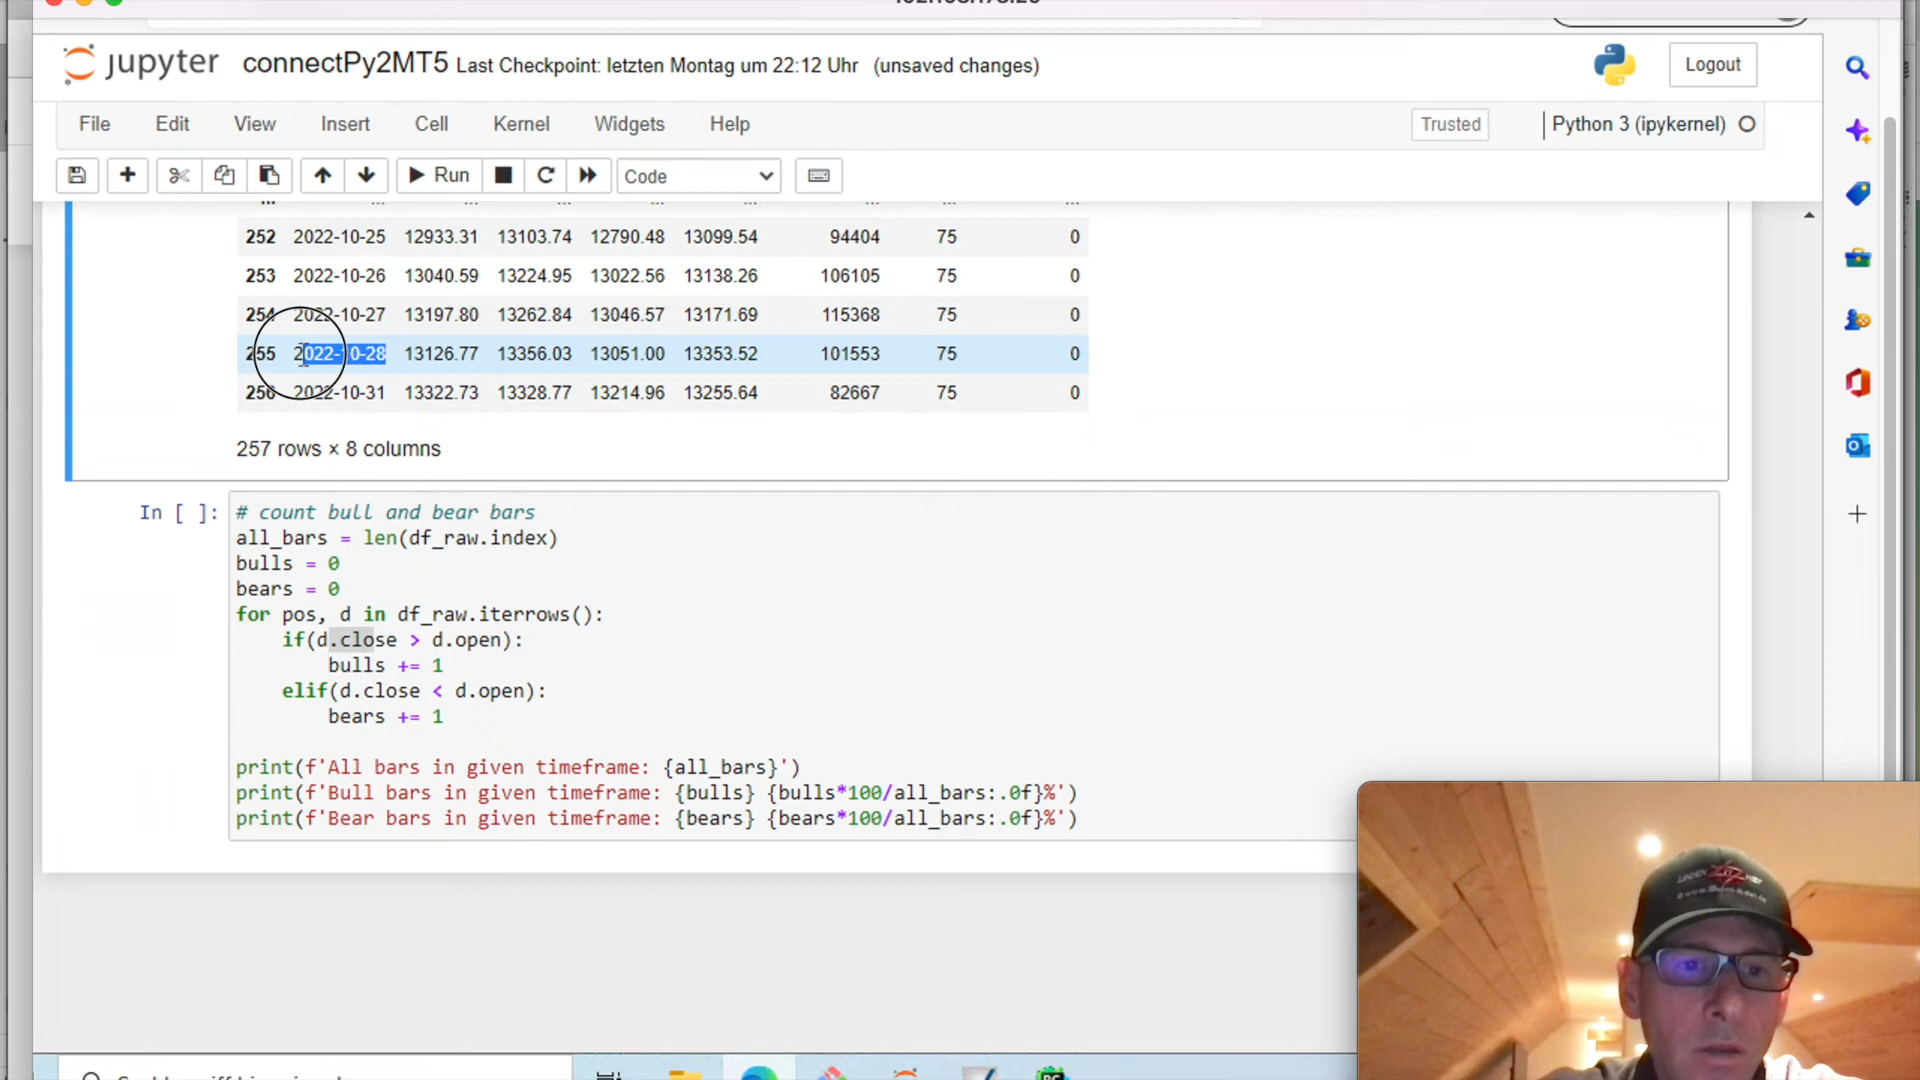 jupyter connectPy2MT5 Last Checkpoint: letzten Montag um 22:12 Uhr (unsaved changes) Logout
File Edit View Insert Cell Kernel Widgets Help Trusted Python 3 (ipykernel)
Run Code
252 2022-10-25 12933.31 13103.74 12790.48 13099.54 94404 75 0
253 2022-10-26 13040.59 13224.95 13022.56 13138.26 106105 75 0
254 2022-10-27 13197.80 13262.84 13046.57 13171.69 115368 75 0
255 2022-10-28 13126.77 13356.03 13051.00 13353.52 101553 75 0
256 2022-10-31 13322.73 13328.77 13214.96 13255.64 82667 75 0
257 rows × 8 columns
In [ ]: # count bull and bear bars
all_bars = len(df_raw.index)
bulls = 0
bears = 0
for pos, d in df_raw.iterrows():
if(d.close > d.open):
bulls += 1
elif(d.close < d.open):
bears += 1
print(f'All bars in given timeframe: {all_bars}')
print(f'Bull bars in given timeframe: {bulls} {bulls*100/all_bars:.0f}%')
print(f'Bear bars in given timeframe: {bears} {bears*100/all_bars:.0f}%')